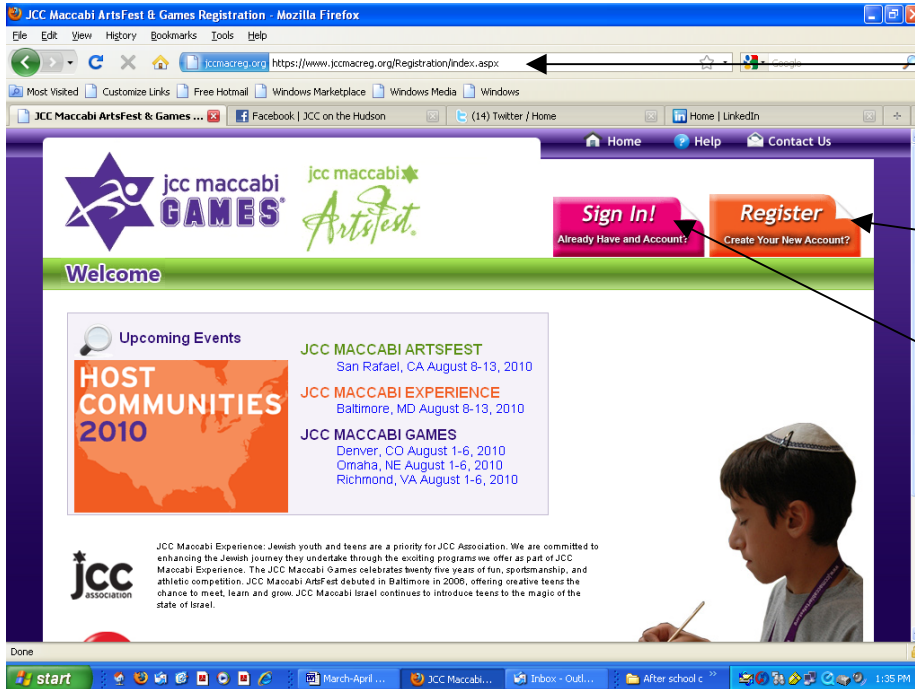 JCC Maccabi ArtsFest & Games Registration - Mozilla Firefox
File Edit View History Bookmarks Tools Help
jccmacreg.org https://www.jccmacreg.org/Registration/index.aspx
Google
Most Visited Customize Links Free Hotmail Windows Marketplace Windows Media Windows
JCC Maccabi ArtsFest & Games ... Facebook | JCC on the Hudson (14) Twitter / Home Home | LinkedIn
Home Help Contact Us
jcc maccabi
GAMES®
jcc maccabi
ArtsFest®
Sign In!
Already Have and Account?
Register
Create Your New Account?
Welcome
Upcoming Events
HOST
COMMUNITIES
2010
JCC MACCABI ARTSFEST
San Rafael, CA August 8-13, 2010
JCC MACCABI EXPERIENCE
Baltimore, MD August 8-13, 2010
JCC MACCABI GAMES
Denver, CO August 1-6, 2010
Omaha, NE August 1-6, 2010
Richmond, VA August 1-6, 2010
jcc
association
JCC Maccabi Experience: Jewish youth and teens are a priority for JCC Association. We are committed to
enhancing the Jewish journey they undertake through the exciting programs we offer as part of JCC
Maccabi Experience. The JCC Maccabi Games celebrates twenty five years of fun, sportsmanship, and
athletic competition. JCC Maccabi ArtsFest debuted in Baltimore in 2006, offering creative teens the
chance to meet, learn and grow. JCC Maccabi Israel continues to introduce teens to the magic of the
state of Israel.
Done
start March-April ... JCC Maccabi... Inbox - Outl... After school c 1:35 PM